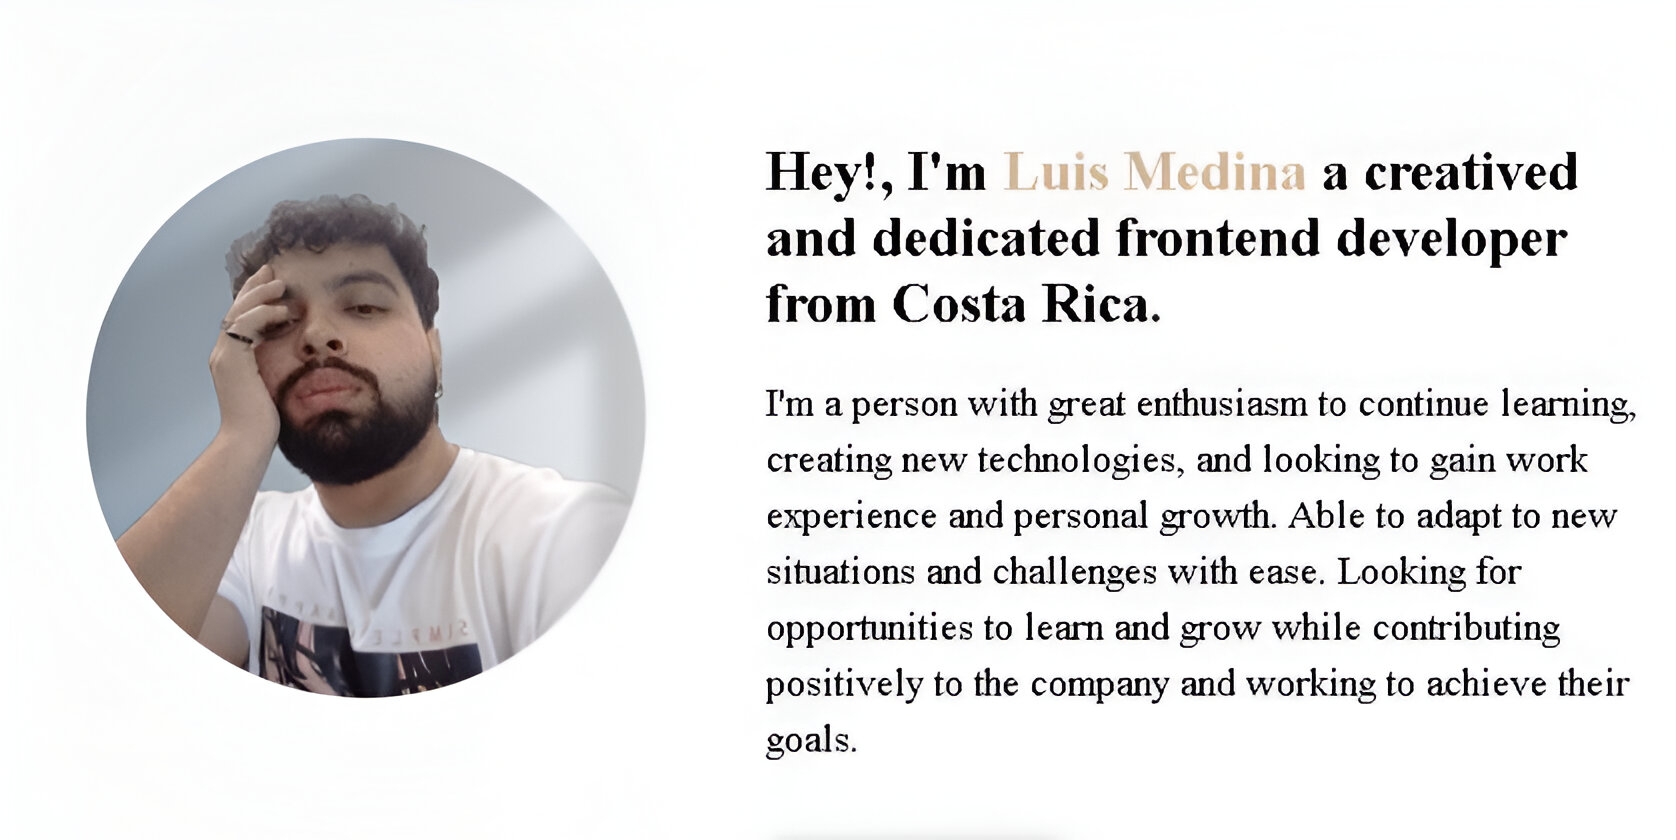 Hey!, I'm Luis Medina a creatived
and dedicated frontend developer
from Costa Rica.
I'm a person with great enthusiasm to continue learning,
creating new technologies, and looking to gain work
experience and personal growth. Able to adapt to new
situations and challenges with ease. Looking for
opportunities to learn and grow while contributing
positively to the company and working to achieve their
goals.
SIMPLE